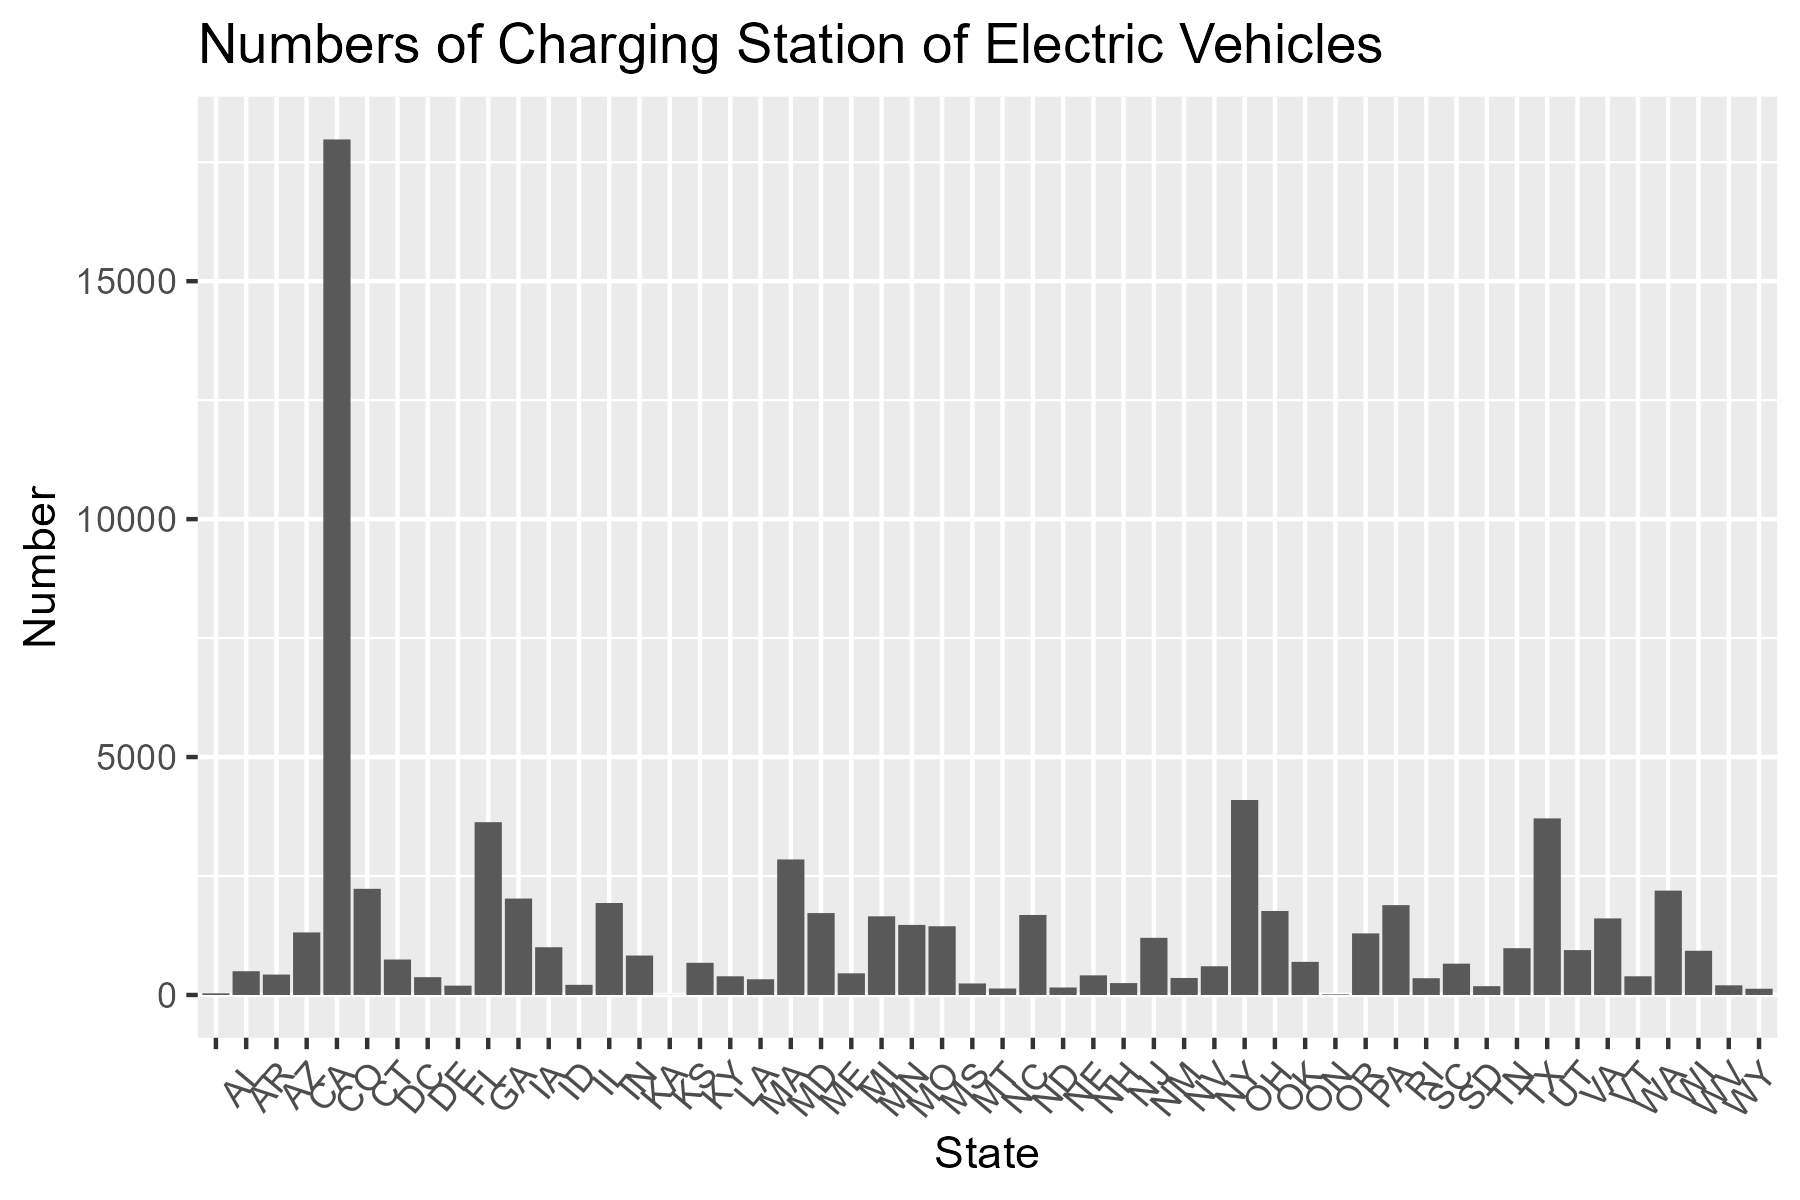 Numbers of Charging Station of Electric Vehicles
Number
15000
10000
5000
0
AL AR AZ CA CO CT DC DE FL GA IA ID IL IN KA KS KY LA MA MD ME MI MN MO MS MT NC ND NE NH NJ NM NV NY OH OK ON OR PA RI SC SD TN TX UT VA VT WA WI WV WY
State